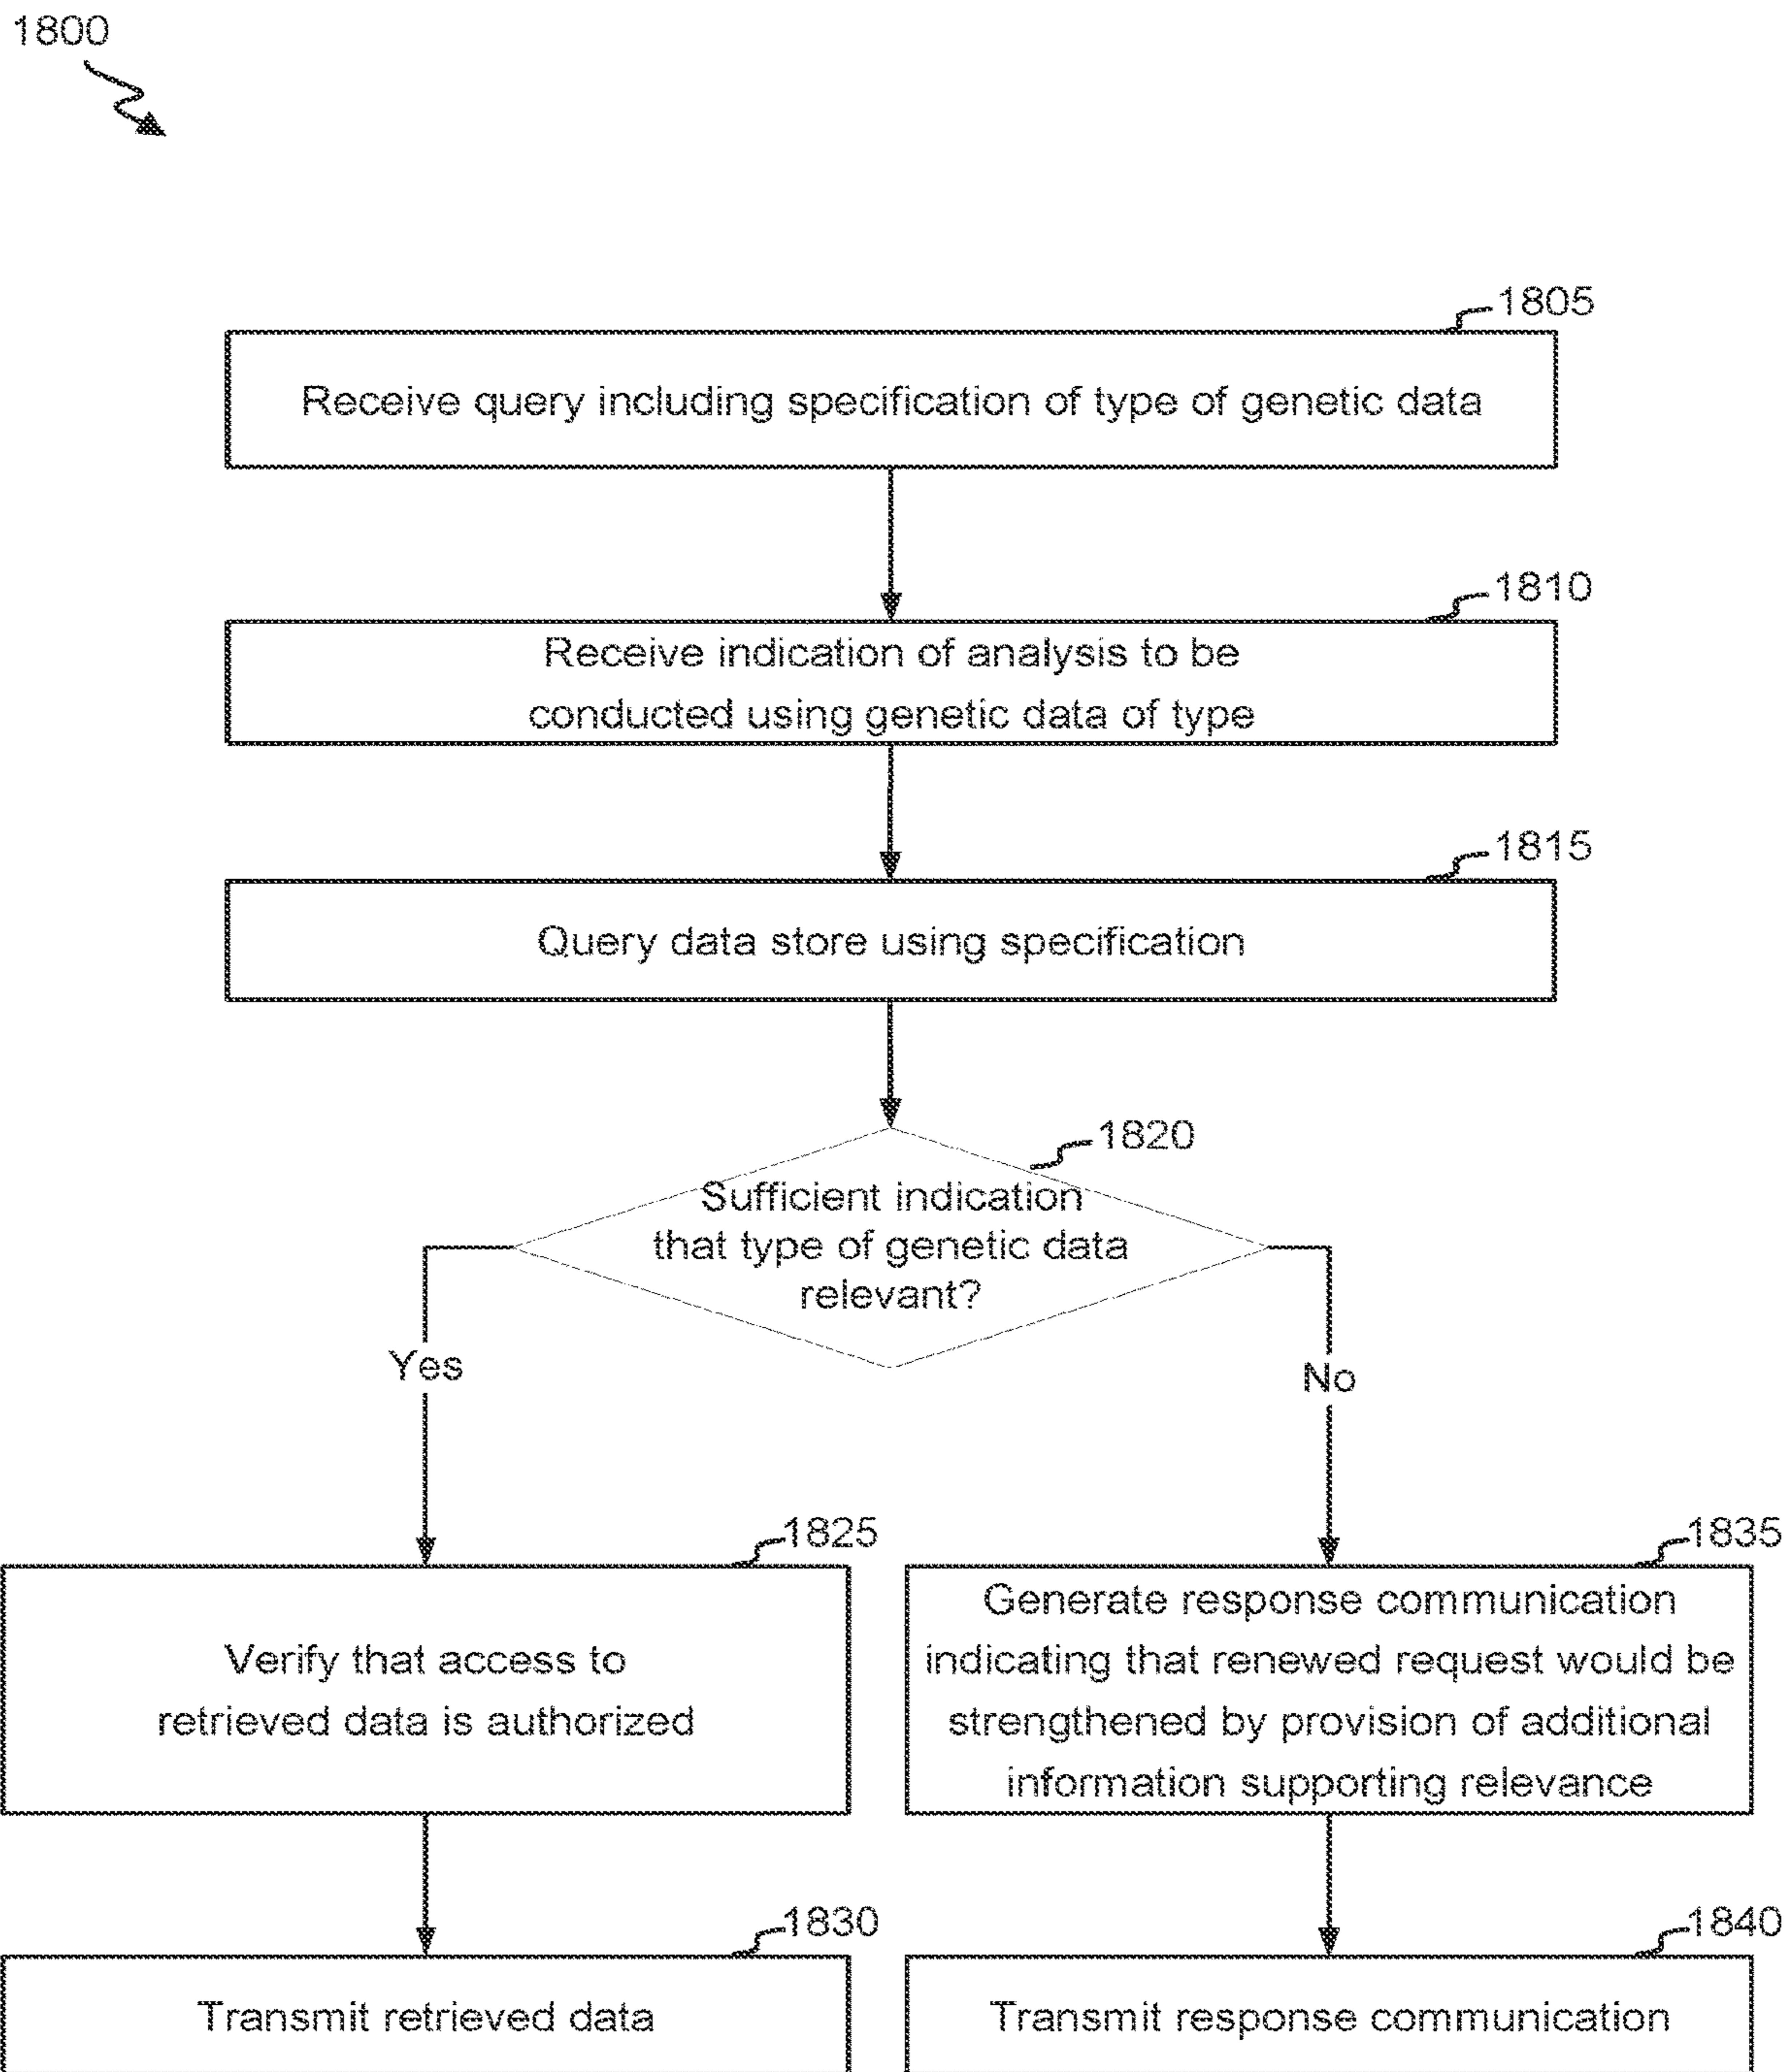 1800
1805
Receive query including specification of type of genetic data
1810
Receive indication of analysis to be
conducted using genetic data of type
1815
Query data store using specification
1820
Sufficient indication
that type of genetic data
relevant?
Yes
No
1825
Verify that access to
retrieved data is authorized
1835
Generate response communication
indicating that renewed request would be
strengthened by provision of additional
information supporting relevance
1830
Transmit retrieved data
1840
Transmit response communication